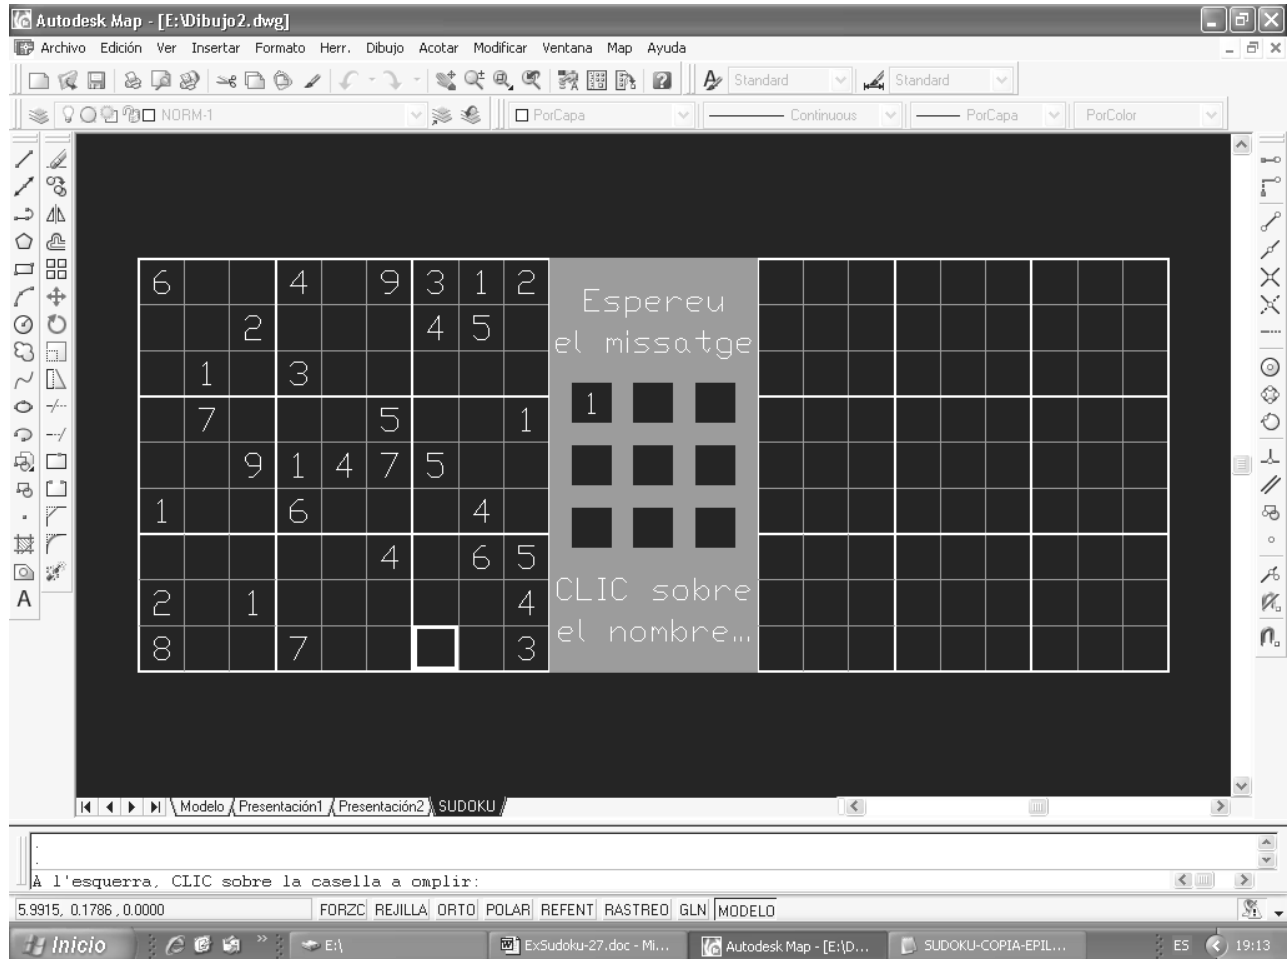 Autodesk Map - [E:\Dibujo2.dwg]
Archivo Edición Ver Insertar Formato Herr. Dibujo Acotar Modificar Ventana Map Ayuda
Standard Standard
NORM-1 PorCapa Continuous PorCapa PorColor
6 4 9 3 1 2
2 4 5
1 3
7 5 1
9 1 4 7 5
1 6 4
4 6 5
2 1 4
8 7 3
Espereu
el missatge
1
CLIC sobre
el nombre...
Modelo Presentación1 Presentación2 SUDOKU
A l'esquerra, CLIC sobre la casella a omplir:
5.9915, 0.1786 , 0.0000 FORZC REJILLA ORTO POLAR REFENT RASTREO GLN MODELO
Inicio E:\ ExSudoku-27.doc - Mi... Autodesk Map - [E:\D... SUDOKU-COPIA-EPIL... ES 19:13